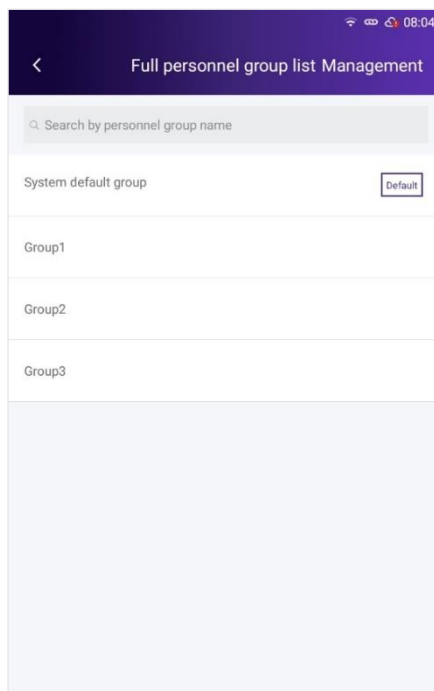 08:04
Full personnel group list Management
Search by personnel group name
System default group Default
Group1
Group2
Group3